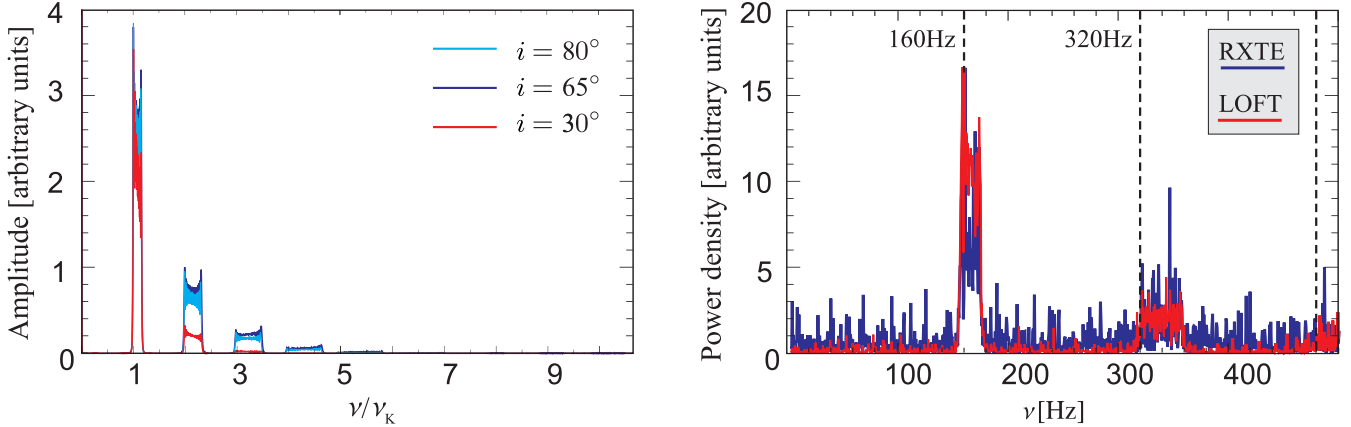 Amplitude [arbitrary units]
4
3
2
1
0
1
3
5
7
9
ν/νK
i = 80°
i = 65°
i = 30°
Power density [arbitrary units]
20
15
10
5
0
100
200
300
400
ν[Hz]
160Hz
320Hz
RXTE
LOFT